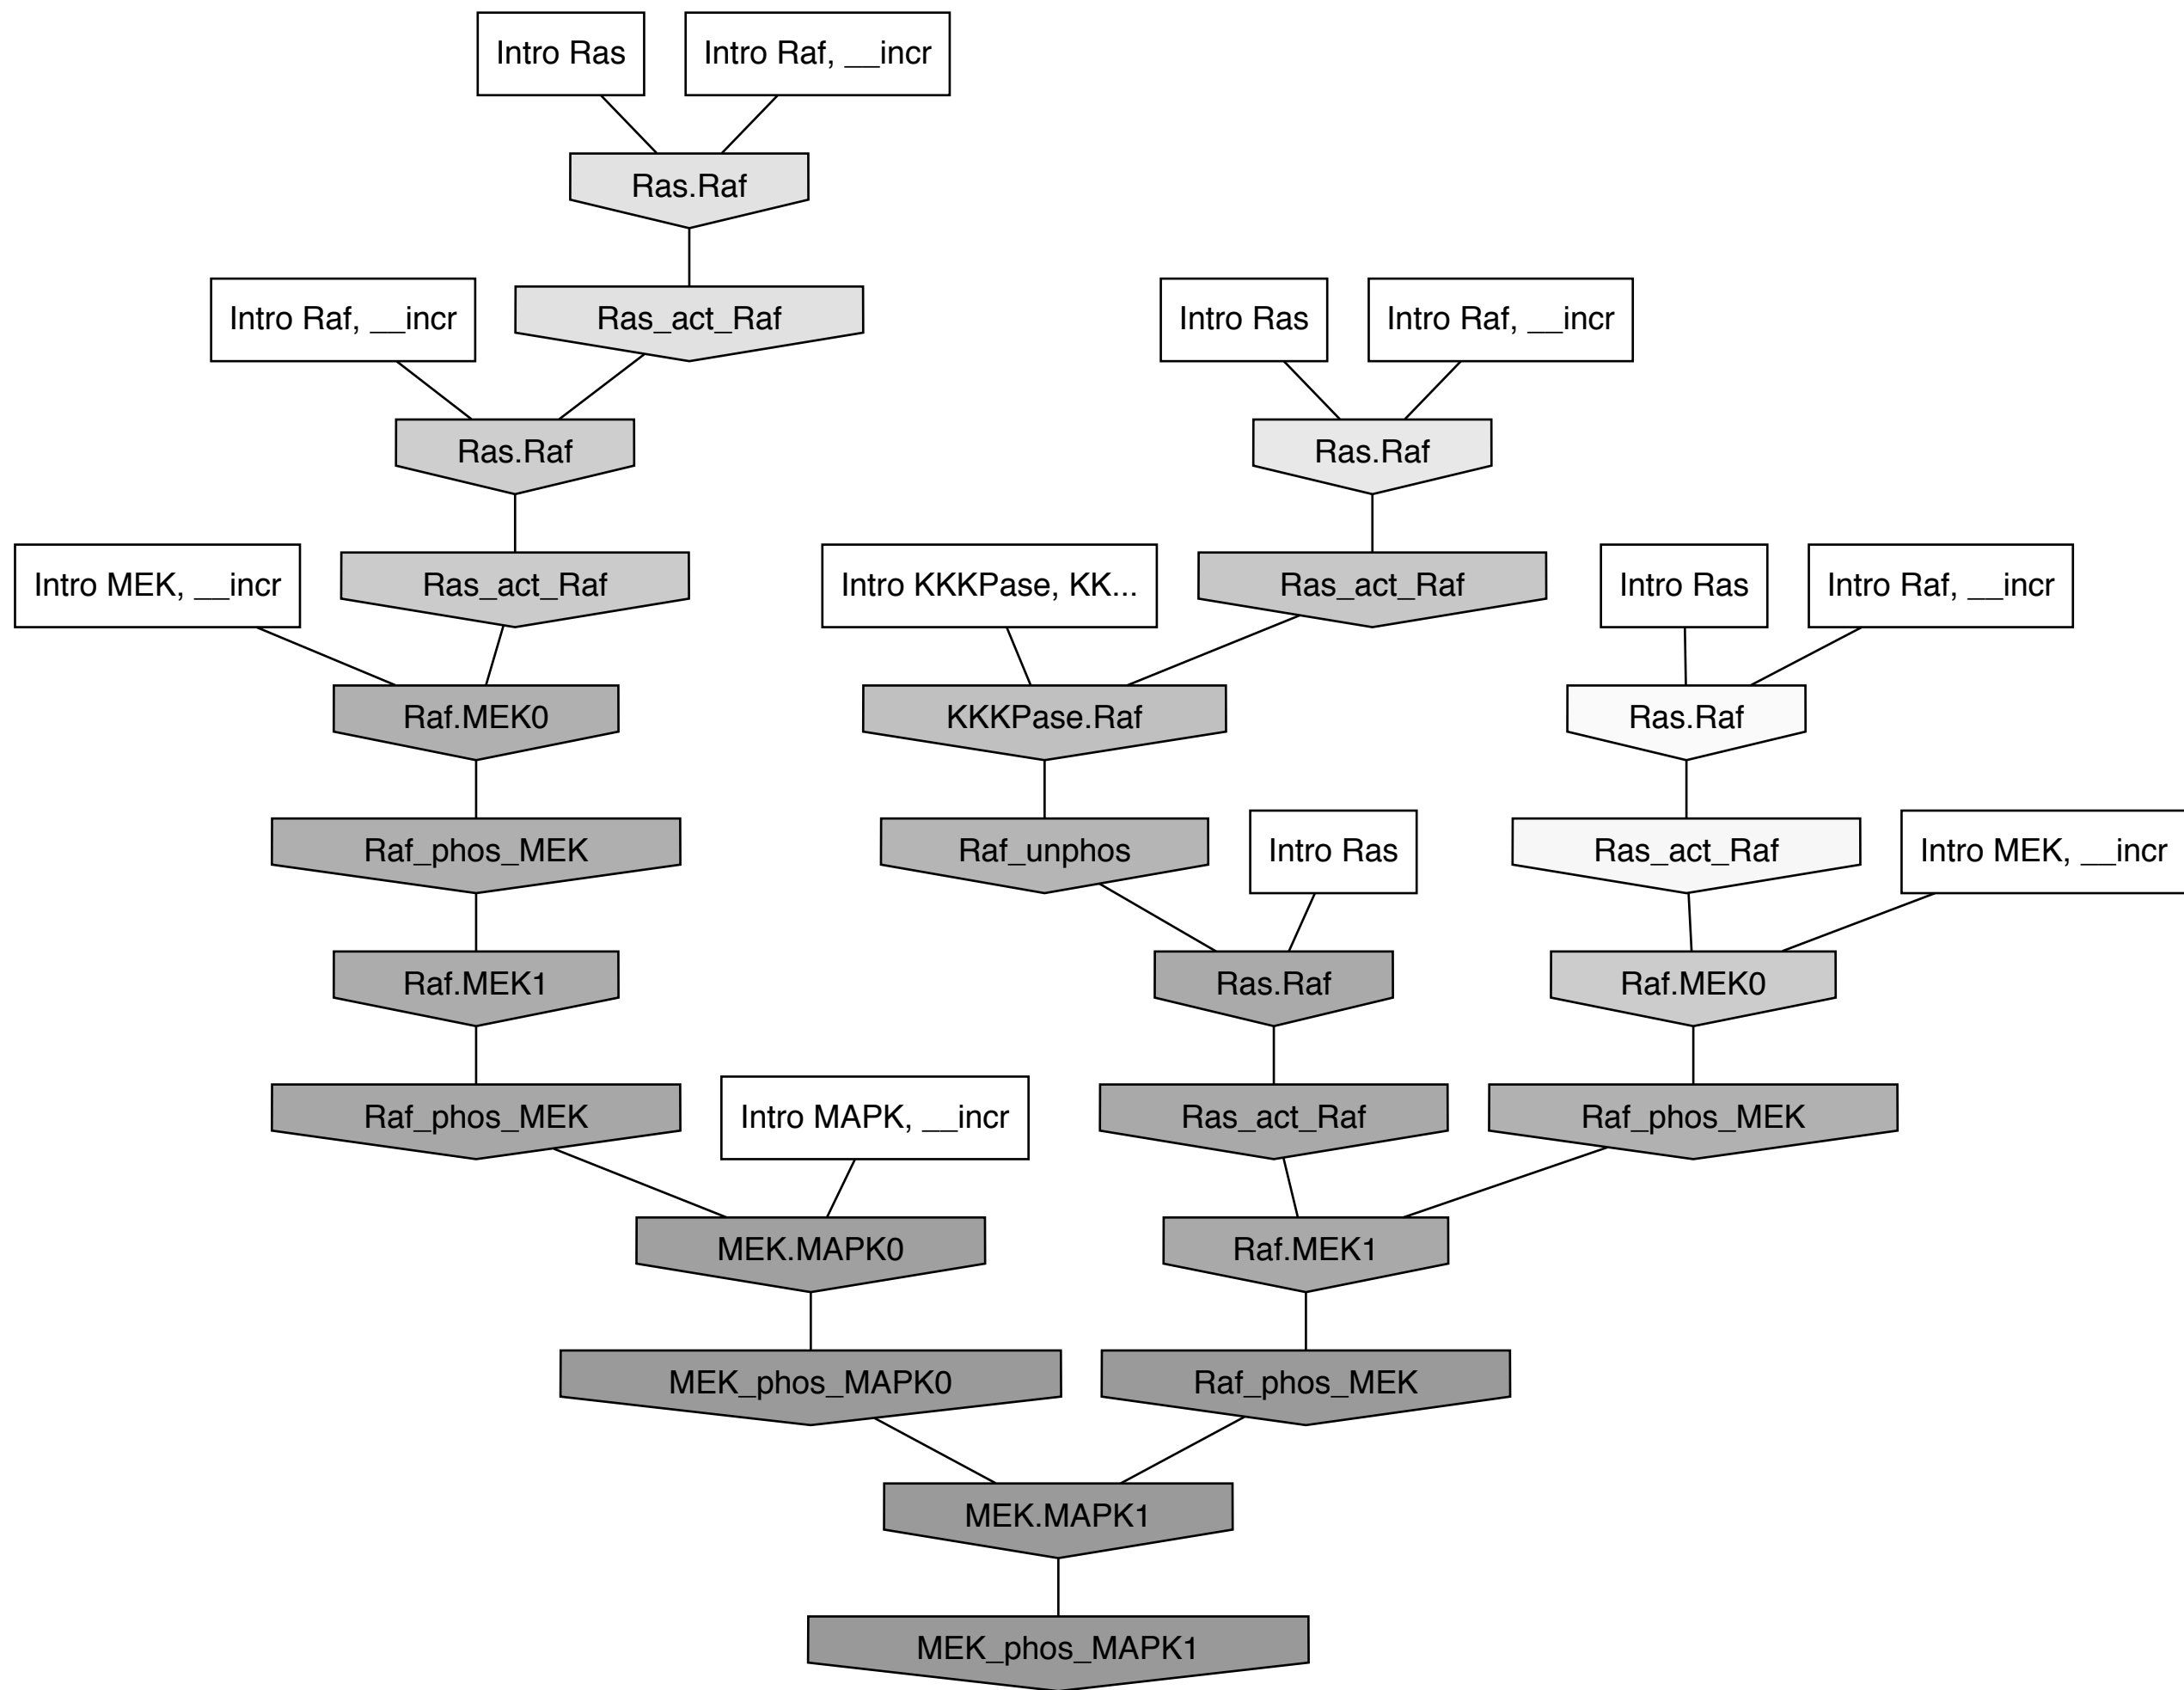 Intro Ras
Intro Raf, __incr
Ras.Raf
Intro Raf, __incr
Ras_act_Raf
Intro Ras
Intro Raf, __incr
Ras.Raf
Ras.Raf
Intro MEK, __incr
Ras_act_Raf
Intro KKKPase, KK...
Ras_act_Raf
Intro Ras
Intro Raf, __incr
Raf.MEK0
KKKPase.Raf
Ras.Raf
Raf_phos_MEK
Raf_unphos
Intro Ras
Ras_act_Raf
Intro MEK, __incr
Raf.MEK1
Ras.Raf
Raf.MEK0
Raf_phos_MEK
Intro MAPK, __incr
Ras_act_Raf
Raf_phos_MEK
MEK.MAPK0
Raf.MEK1
MEK_phos_MAPK0
Raf_phos_MEK
MEK.MAPK1
MEK_phos_MAPK1